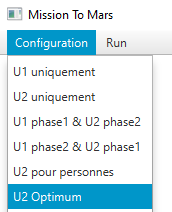 Mission To Mars
Configuration Run
U1 uniquement
U2 uniquement
U1 phase1 & U2 phase2
U1 phase2 & U2 phase1
U2 pour personnes
U2 Optimum